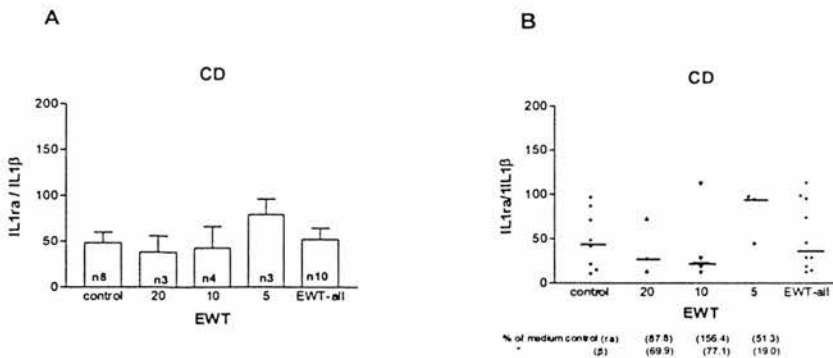 A
CD
200
150
100
50
0
IL1ra / IL1β
n8
n3
n4
n3
n10
control
20
10
5
EWT-all
EWT
B
CD
200
150
100
50
0
IL1ra/1IL1β
control
20
10
5
EWT-all
EWT
% of medium control (ra) (87.8) (156.4) (51.3)
" (β) (69.9) (77.1) (19.0)